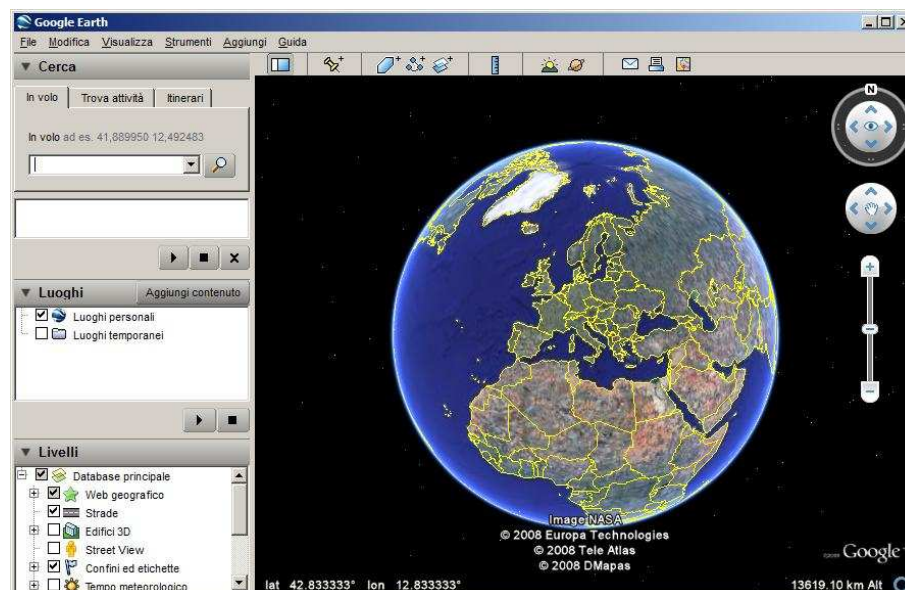 Google Earth
File Modifica Visualizza Strumenti Aggiungi Guida
Cerca
In volo Trova attività Itinerari
In volo ad es. 41,889950 12,492483
Luoghi Aggiungi contenuto
Luoghi personali
Luoghi temporanei
Livelli
Database principale
Web geografico
Strade
Edifici 3D
Street View
Confini ed etichette
Tempo meteorologico
N
Image NASA
© 2008 Europa Technologies
© 2008 Tele Atlas
© 2008 DMapas
Google
lat 42.833333° lon 12.833333°
13619.10 km Alt